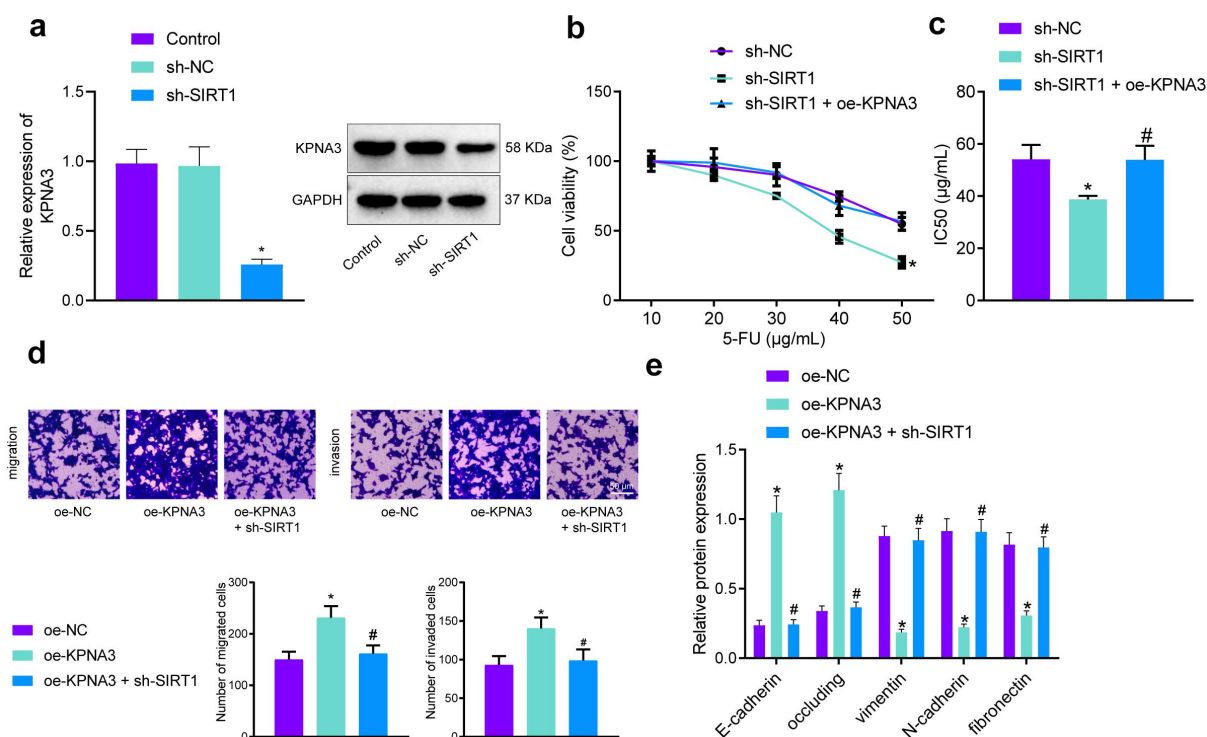 a
Control
sh-NC
sh-SIRT1
Relative expression of
KPNA3
1.5
1.0
0.5
0.0
*
KPNA3
58 KDa
GAPDH
37 KDa
Control
sh-NC
sh-SIRT1
b
sh-NC
sh-SIRT1
sh-SIRT1 + oe-KPNA3
Cell viability (%)
150
100
50
0
*
10 20 30 40 50
5-FU (µg/mL)
c
sh-NC
sh-SIRT1
sh-SIRT1 + oe-KPNA3
IC50 (µg/mL)
80
60
40
20
0
*
#
d
migration
oe-NC
oe-KPNA3
oe-KPNA3
+ sh-SIRT1
invasion
50 µm
oe-NC
oe-KPNA3
oe-KPNA3
+ sh-SIRT1
oe-NC
oe-KPNA3
oe-KPNA3 + sh-SIRT1
Number of migrated cells
300
200
150
100
0
*
#
Number of invaded cells
200
150
100
50
0
*
#
e
oe-NC
oe-KPNA3
oe-KPNA3 + sh-SIRT1
Relative protein expression
1.5
1.0
0.5
0.0
* #
* #
* #
* #
* #
E-cadherin
occluding
vimentin
N-cadherin
fibronectin